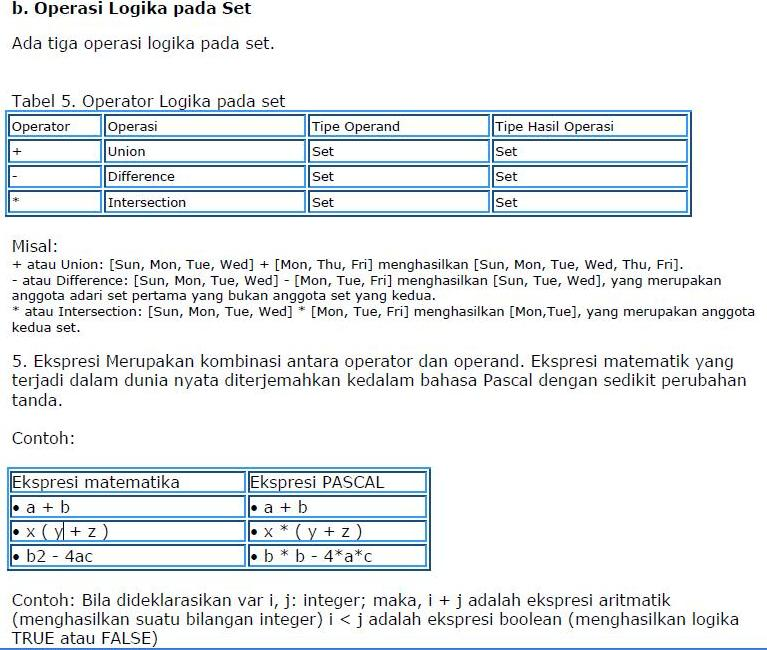 b. Operasi Logika pada Set
Ada tiga operasi logika pada set.
Tabel 5. Operator Logika pada set
Operator Operasi Tipe Operand Tipe Hasil Operasi
+ Union Set Set
- Difference Set Set
* Intersection Set Set
Misal:
+ atau Union: [Sun, Mon, Tue, Wed] + [Mon, Thu, Fri] menghasilkan [Sun, Mon, Tue, Wed, Thu, Fri].
- atau Difference: [Sun, Mon, Tue, Wed] - [Mon, Tue, Fri] menghasilkan [Sun, Tue, Wed], yang merupakan
anggota adari set pertama yang bukan anggota set yang kedua.
* atau Intersection: [Sun, Mon, Tue, Wed] * [Mon, Tue, Fri] menghasilkan [Mon,Tue], yang merupakan anggota
kedua set.
5. Ekspresi Merupakan kombinasi antara operator dan operand. Ekspresi matematik yang
terjadi dalam dunia nyata diterjemahkan kedalam bahasa Pascal dengan sedikit perubahan
tanda.
Contoh:
Ekspresi matematika Ekspresi PASCAL
• a + b • a + b
• x ( y + z ) • x * ( y + z )
• b2 - 4ac • b * b - 4*a*c
Contoh: Bila dideklarasikan var i, j: integer; maka, i + j adalah ekspresi aritmatik
(menghasilkan suatu bilangan integer) i < j adalah ekspresi boolean (menghasilkan logika
TRUE atau FALSE)